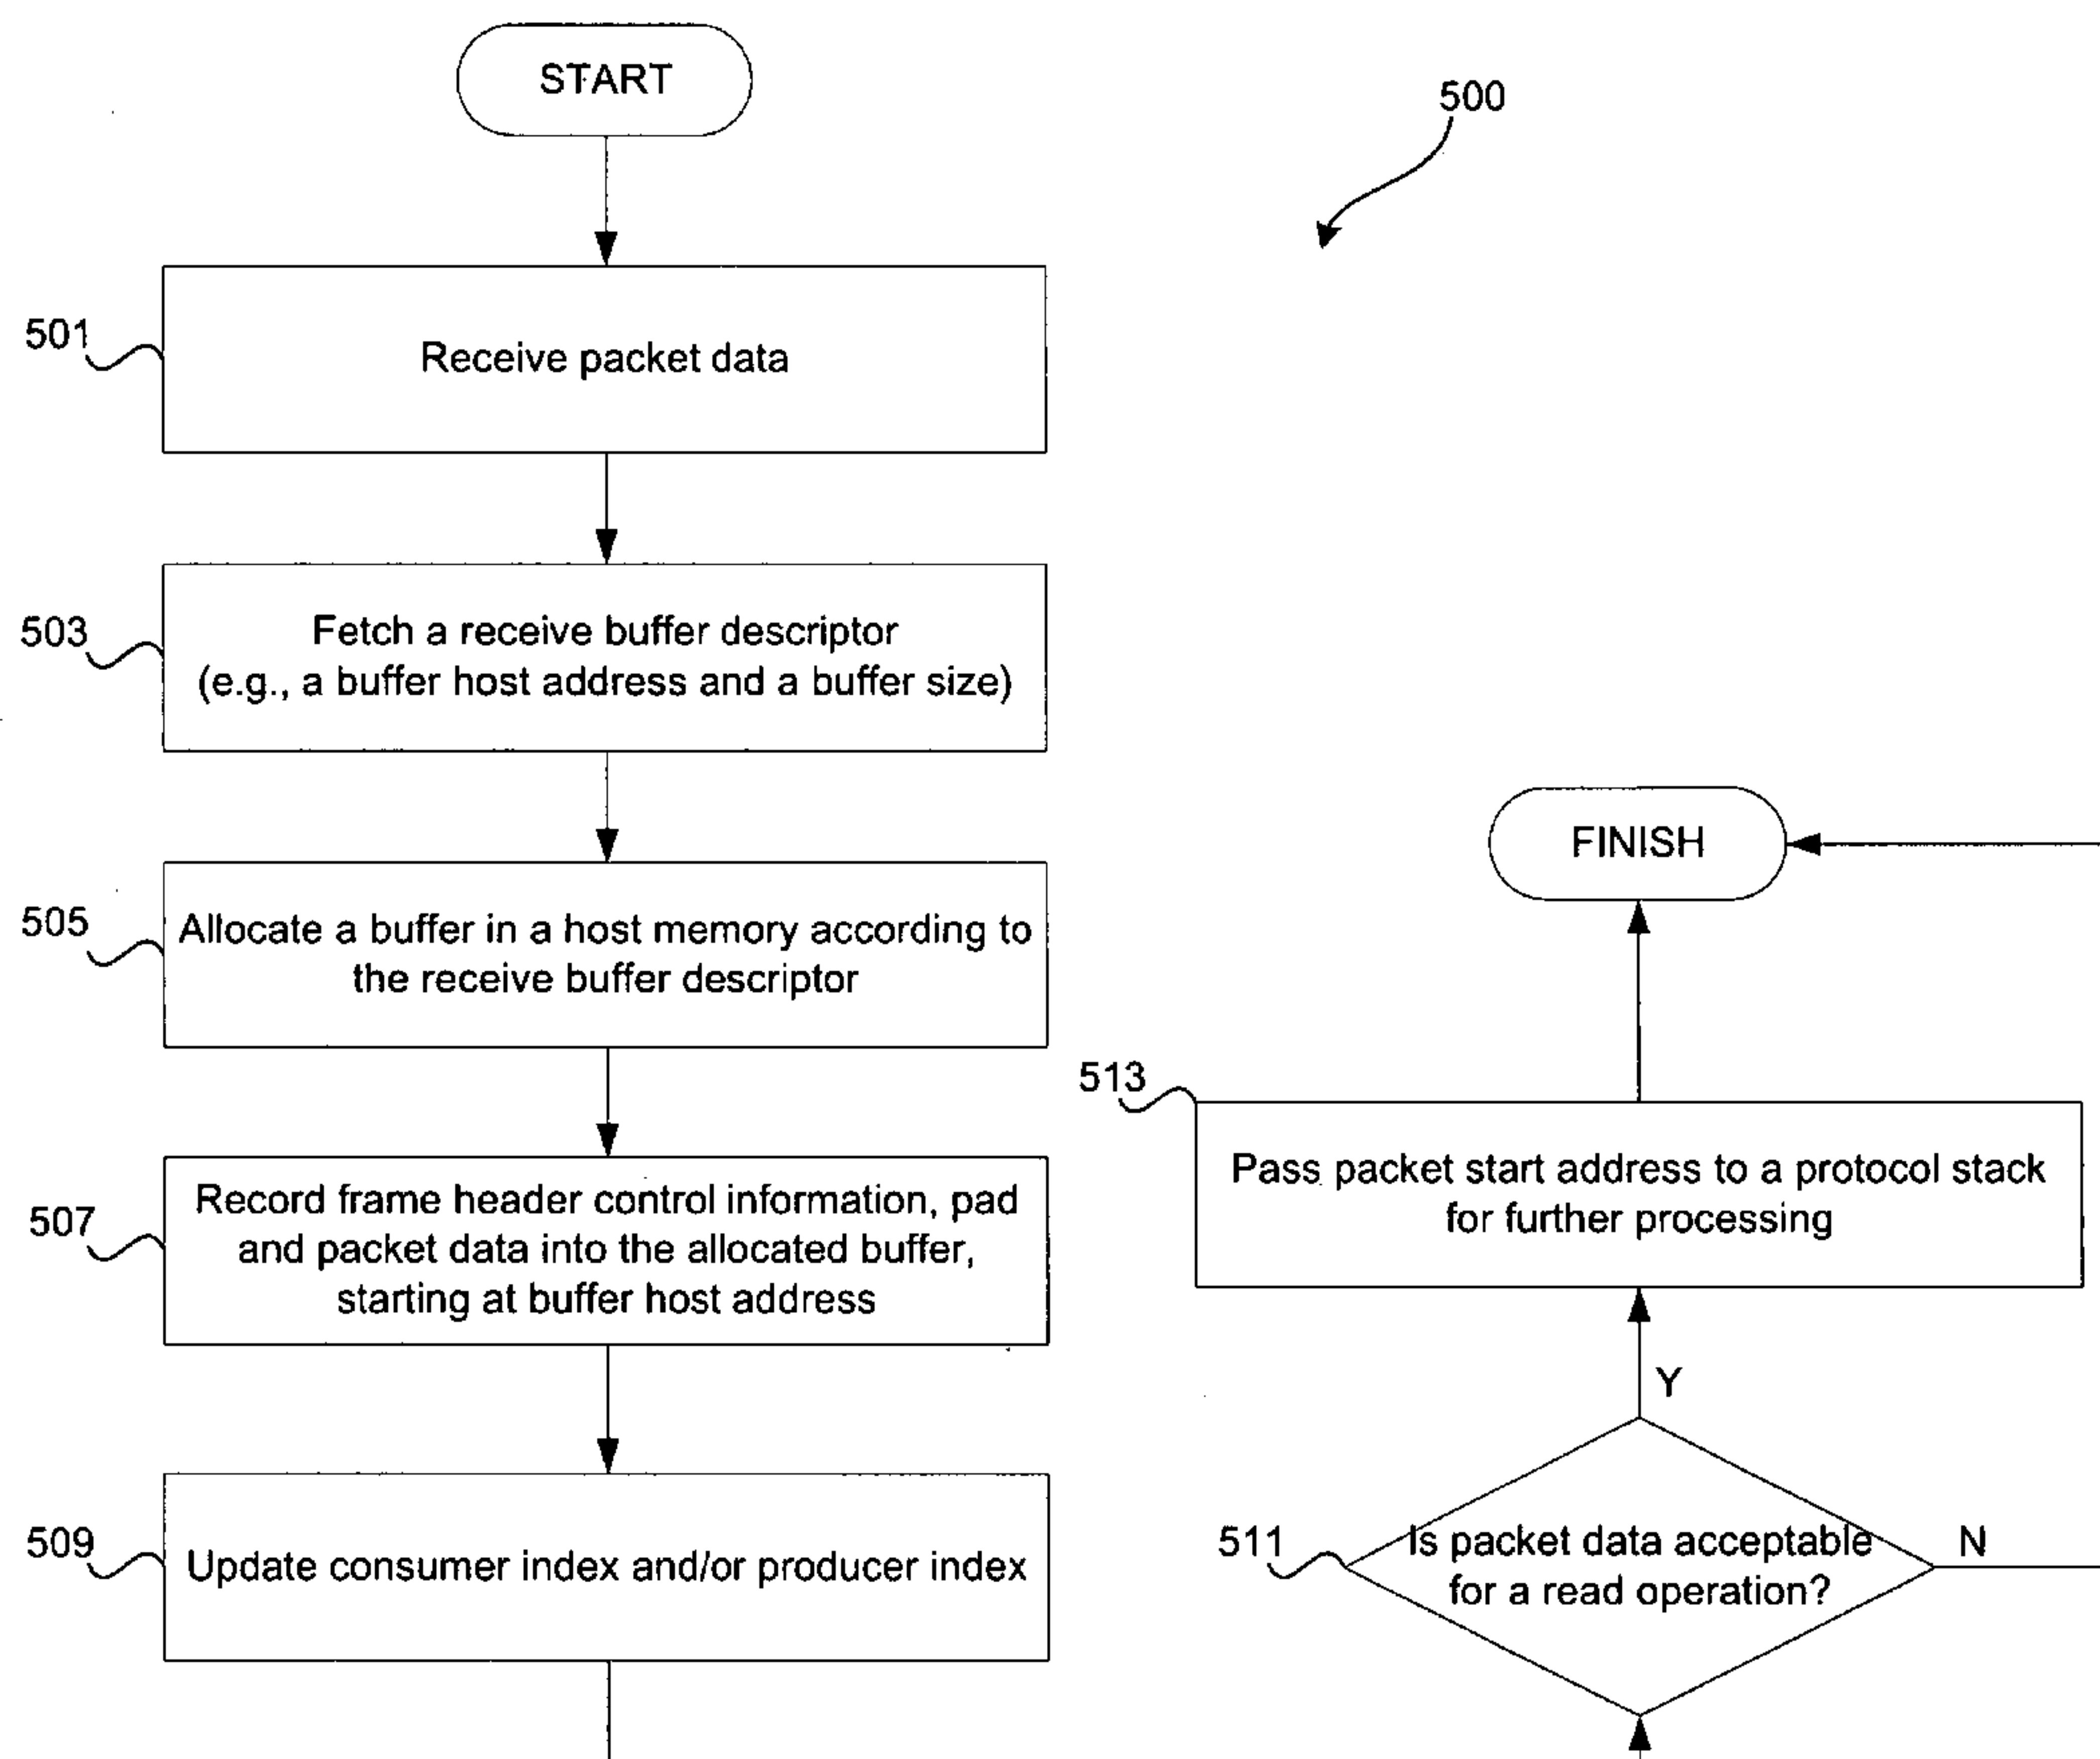 START
500
501
Receive packet data
503
Fetch a receive buffer descriptor
(e.g., a buffer host address and a buffer size)
505
Allocate a buffer in a host memory according to
the receive buffer descriptor
507
Record frame header control information, pad
and packet data into the allocated buffer,
starting at buffer host address
509
Update consumer index and/or producer index
FINISH
513
Pass packet start address to a protocol stack
for further processing
Y
511
Is packet data acceptable
for a read operation?
N